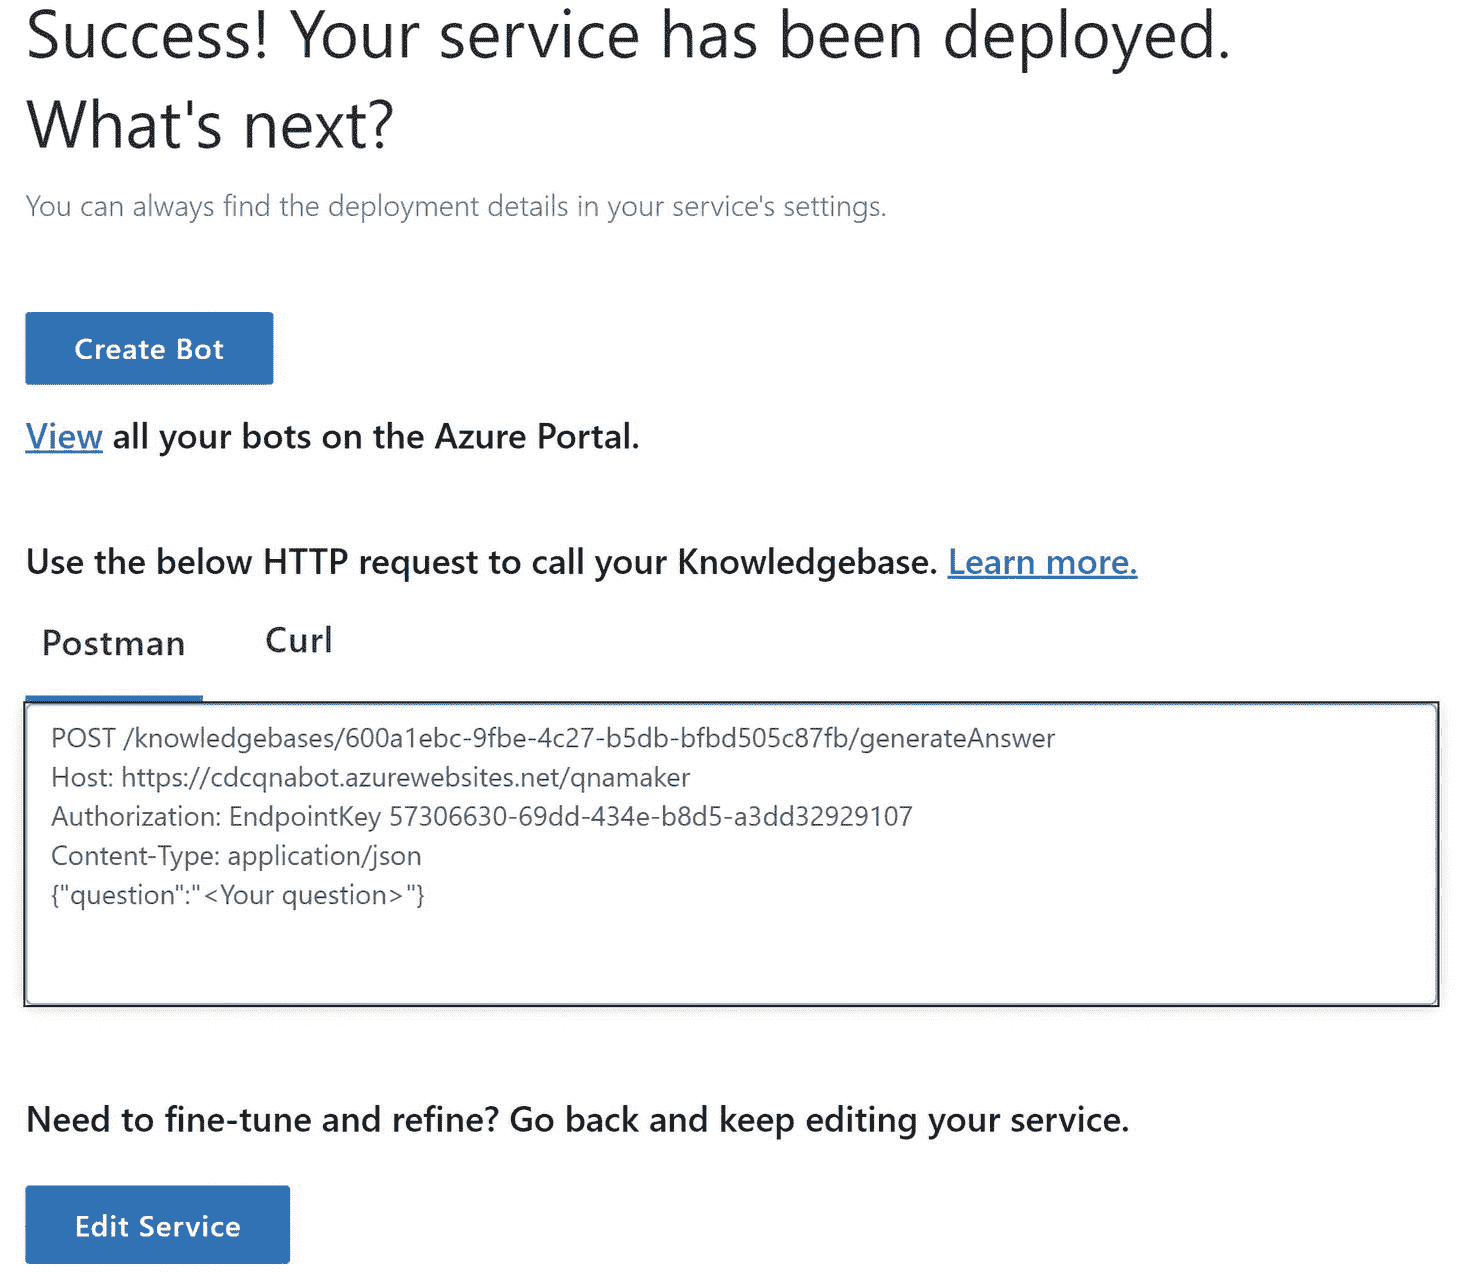 Success! Your service has been deployed.
What's next?
You can always find the deployment details in your service's settings.
Create Bot
View all your bots on the Azure Portal.
Use the below HTTP request to call your Knowledgebase. Learn more.
Postman Curl
POST /knowledgebases/600a1ebc-9fbe-4c27-b5db-bfbd505c87fb/generateAnswer
Host: https://cdcqnabot.azurewebsites.net/qnamaker
Authorization: EndpointKey 57306630-69dd-434e-b8d5-a3dd32929107
Content-Type: application/json
{"question":"<Your question>"}
Need to fine-tune and refine? Go back and keep editing your service.
Edit Service